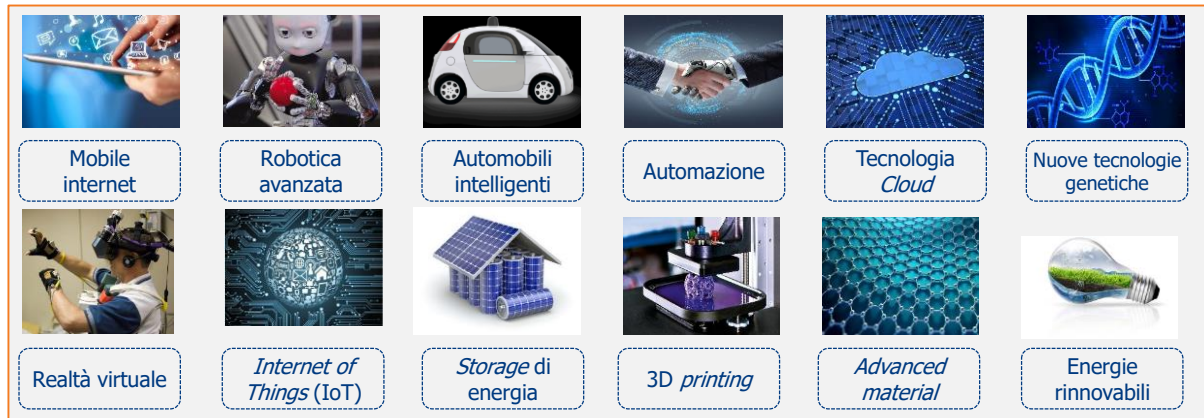 Mobile
internet
Robotica
avanzata
Automobili
intelligenti
Automazione
Tecnologia
Cloud
Nuove tecnologie
genetiche
Realtà virtuale
Internet of
Things (IoT)
Storage di
energia
3D printing
Advanced
material
Energie
rinnovabili